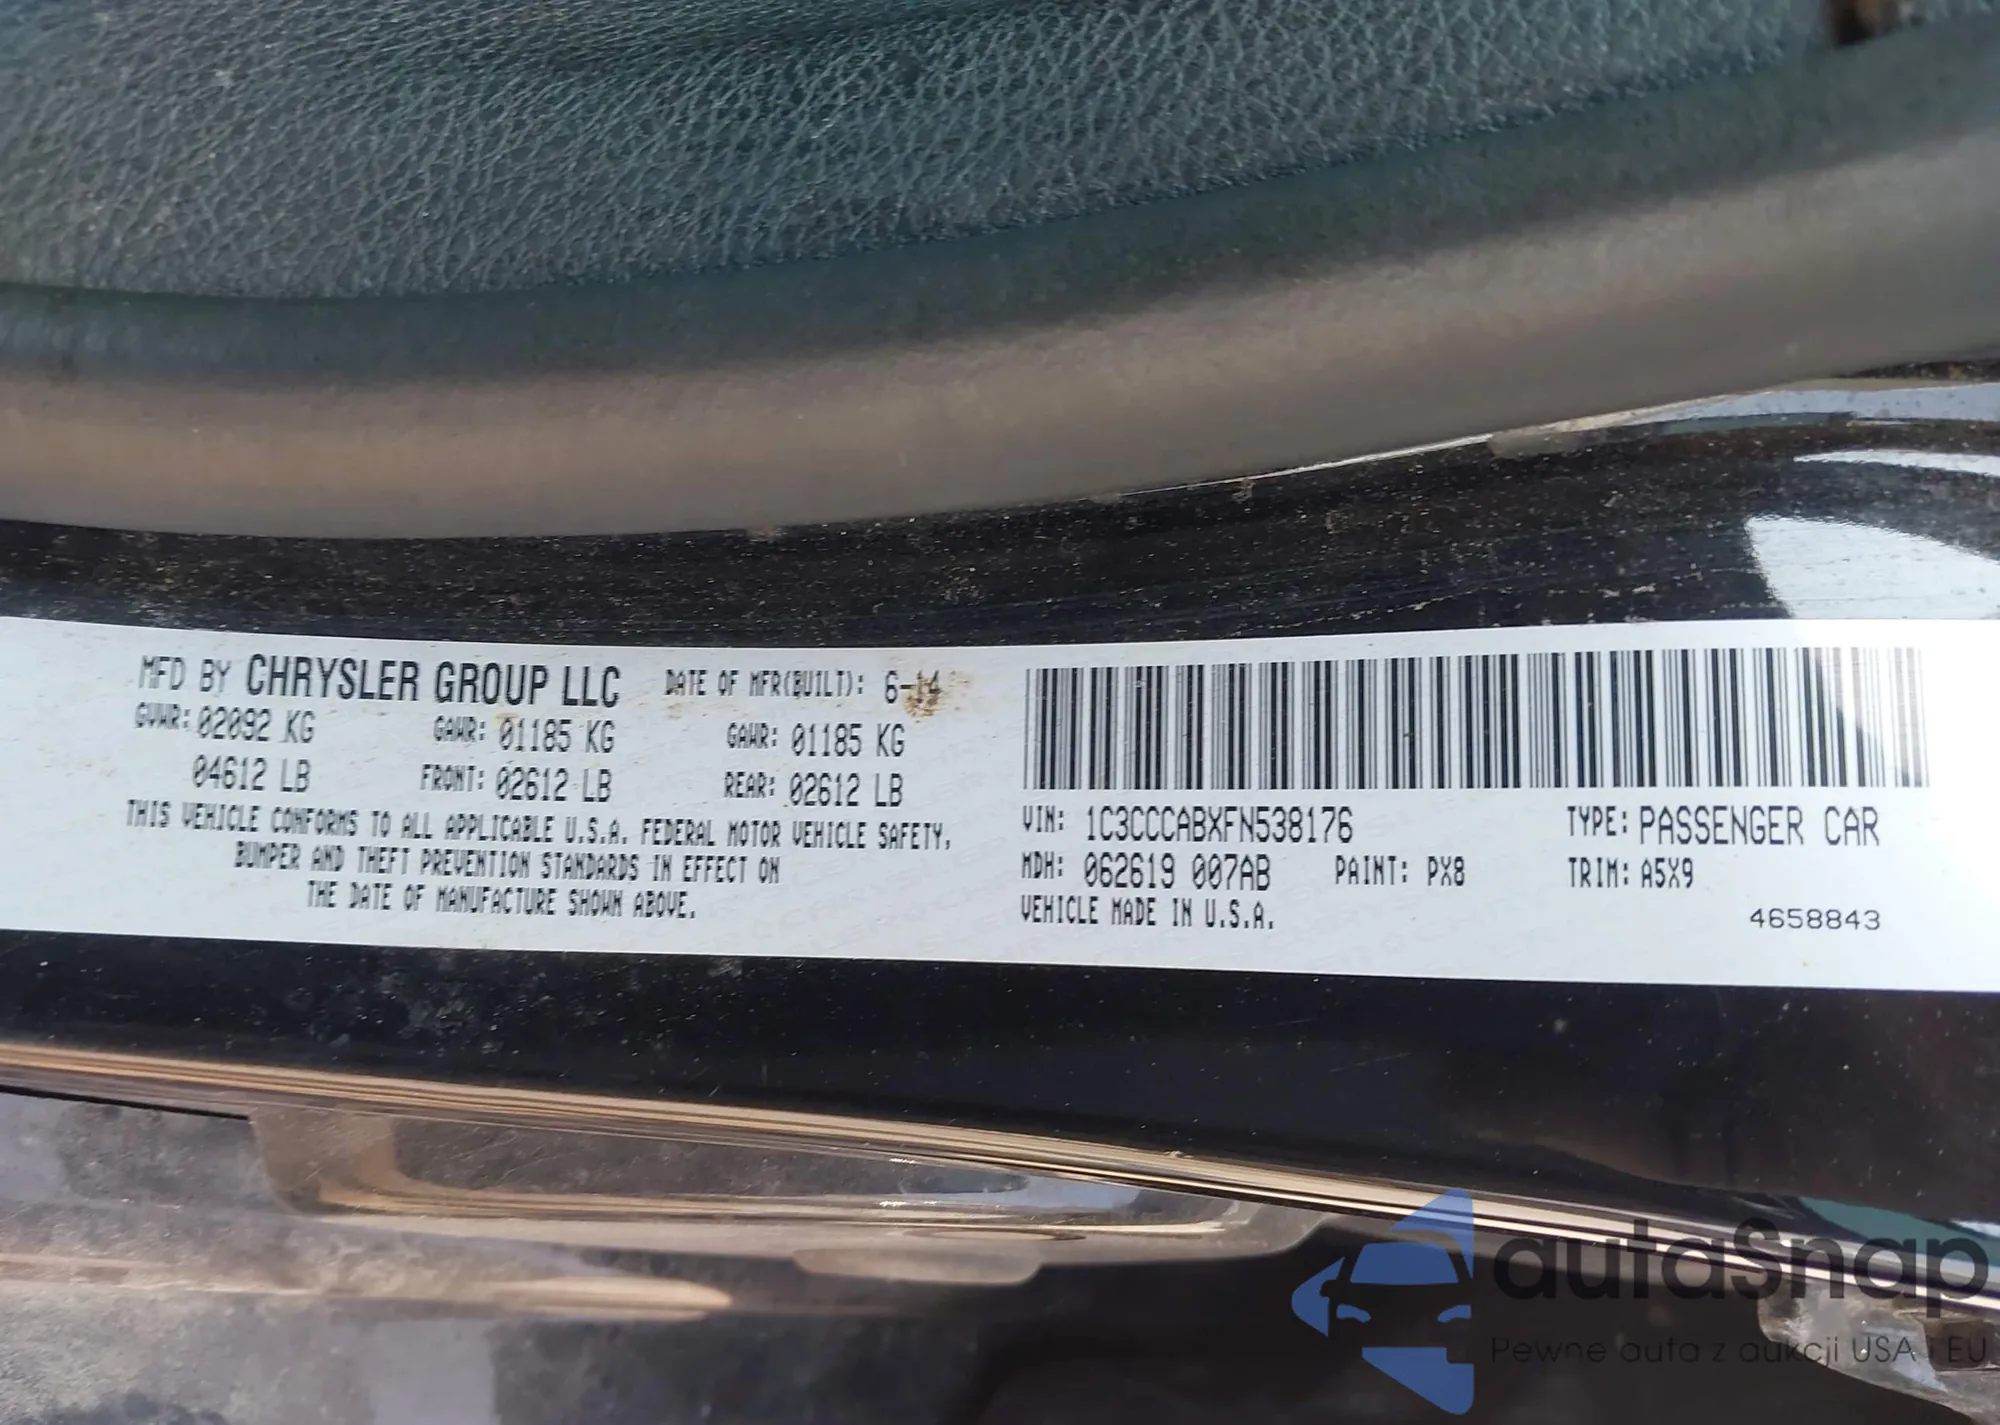 MFD BY CHRYSLER GROUP LLC DATE OF MFR(BUILT): 6-14
GVWR: 02092 KG GAWR: 01185 KG GAWR: 01185 KG
04612 LB FRONT: 02612 LB REAR: 02612 LB
THIS VEHICLE CONFORMS TO ALL APPLICABLE U.S.A. FEDERAL MOTOR VEHICLE SAFETY,
BUMPER AND THEFT PREVENTION STANDARDS IN EFFECT ON
THE DATE OF MANUFACTURE SHOWN ABOVE.
VIN: 1C3CCCABXFN538176 TYPE: PASSENGER CAR
MDH: 062619 007AB PAINT: PX8 TRIM: A5X9
VEHICLE MADE IN U.S.A.
4658843
autaSnap
Pewne auta z aukcji USA i EU